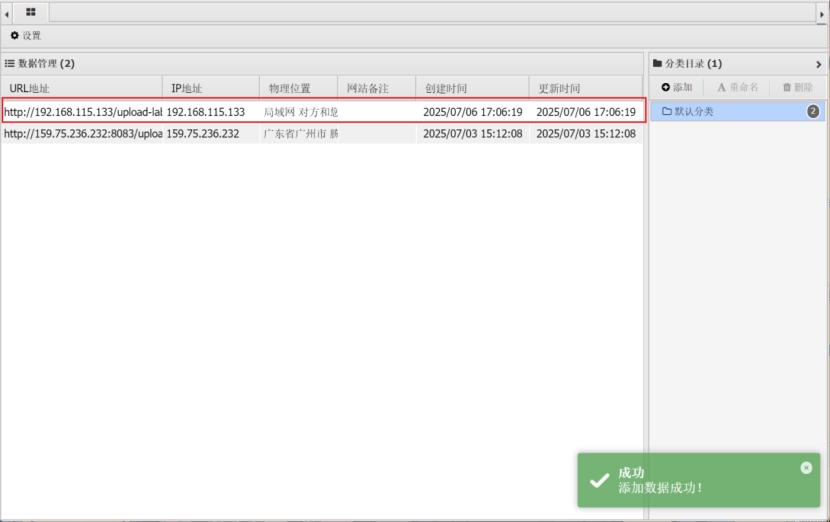 设置
数据管理 (2)
URL地址 IP地址 物理位置 网站备注 创建时间 更新时间
http://192.168.115.133/upload-lal 192.168.115.133 局域网 对方和您 2025/07/06 17:06:19 2025/07/06 17:06:19
http://159.75.236.232:8083/uploa 159.75.236.232 广东省广州市 2025/07/03 15:12:08 2025/07/03 15:12:08
分类目录 (1)
添加 重命名 删除
默认分类 2
成功
添加数据成功!